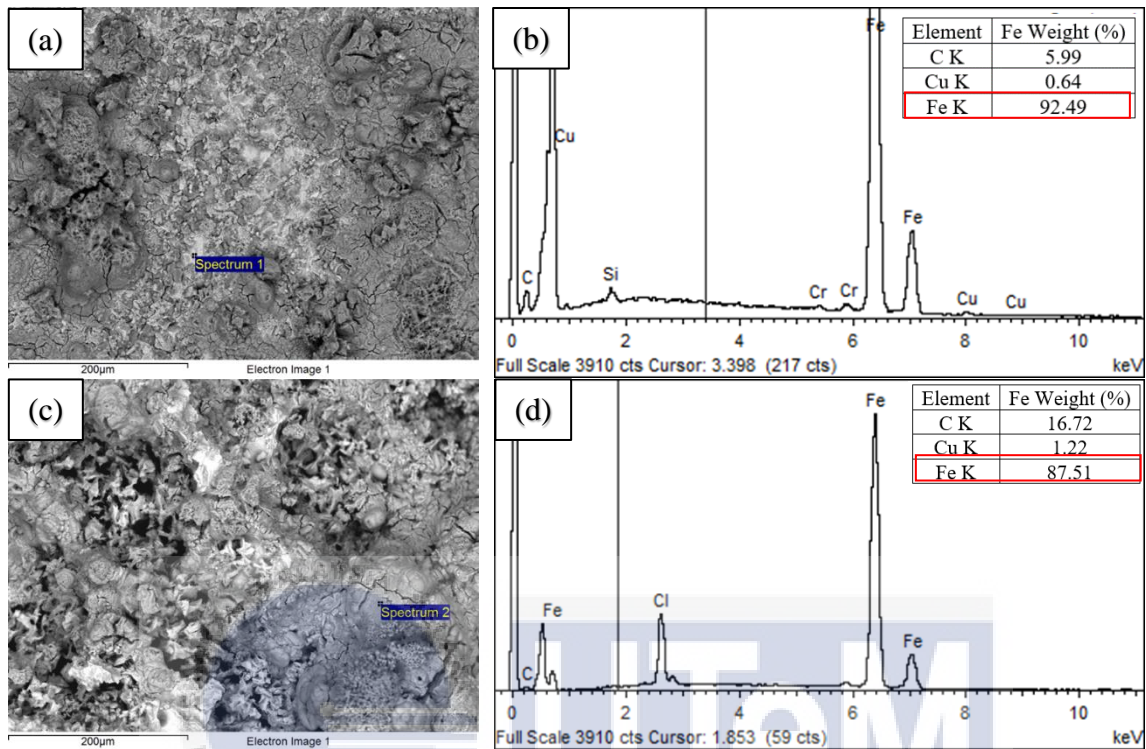 (a)
Spectrum 1
200µm
Electron Image 1
(b)
Fe
Element Fe Weight (%)
C K 5.99
Cu K 0.64
Fe K 92.49
Cu
Fe
C
Si
Cr
Cr
Cu
Cu
0 2 4 6 8 10
Full Scale 3910 cts Cursor: 3.398 (217 cts)
keV
(c)
Spectrum 2
200µm
Electron Image 1
(d)
Fe
Element Fe Weight (%)
C K 16.72
Cu K 1.22
Fe K 87.51
Fe
Cl
Fe
C
0 2 4 6 8 10
Full Scale 3910 cts Cursor: 1.853 (59 cts)
keV
UTeM